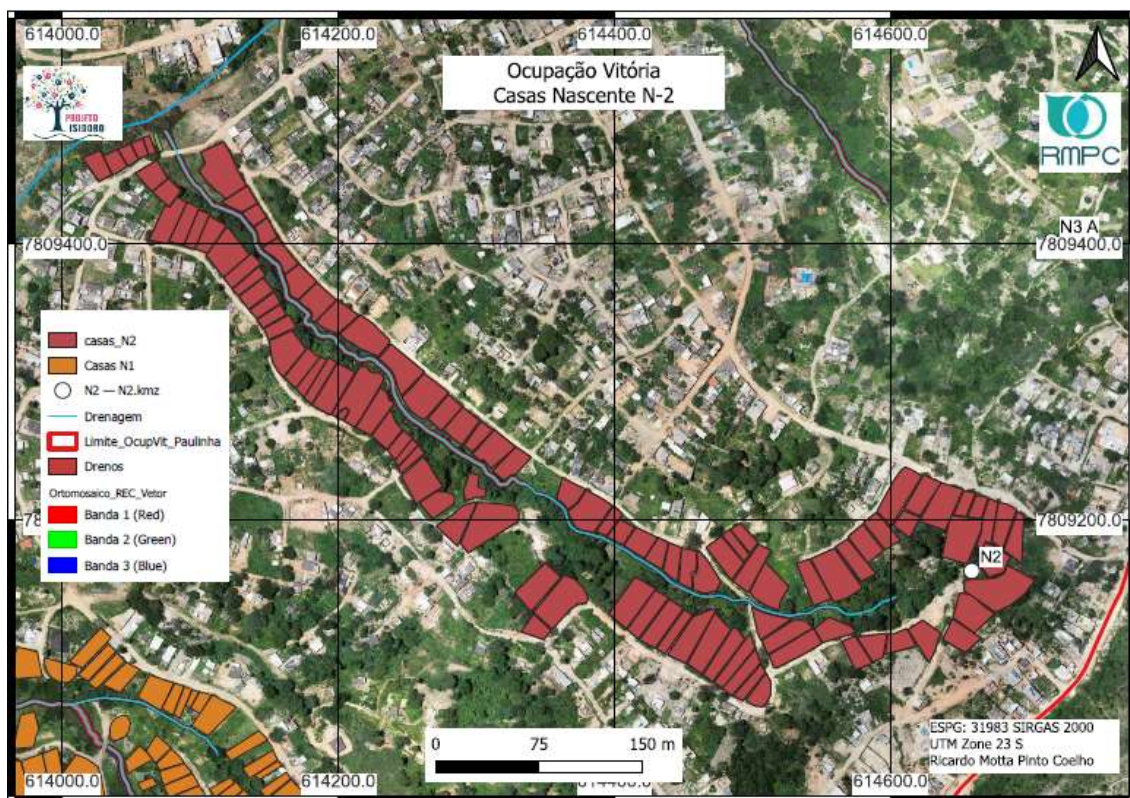 614000.0 614200.0 614400.0 614600.0
Ocupação Vitória
Casas Nascente N-2
PROJETO
ISIDORO
RMPC
N3 A
7809400.0 7809400.0
casas_N2
Casas N1
N2 — N2.kmz
Drenagem
Limite_OcupVit_Paulinha
Drenos
Ortomosaico_REC_Vetor
Banda 1 (Red)
Banda 2 (Green)
Banda 3 (Blue)
7809200.0
N2
0 75 150 m
ESPG: 31983 SIRGAS 2000
UTM Zone 23 S
Ricardo Motta Pinto Coelho
614000.0 614200.0 614400.0 614600.0